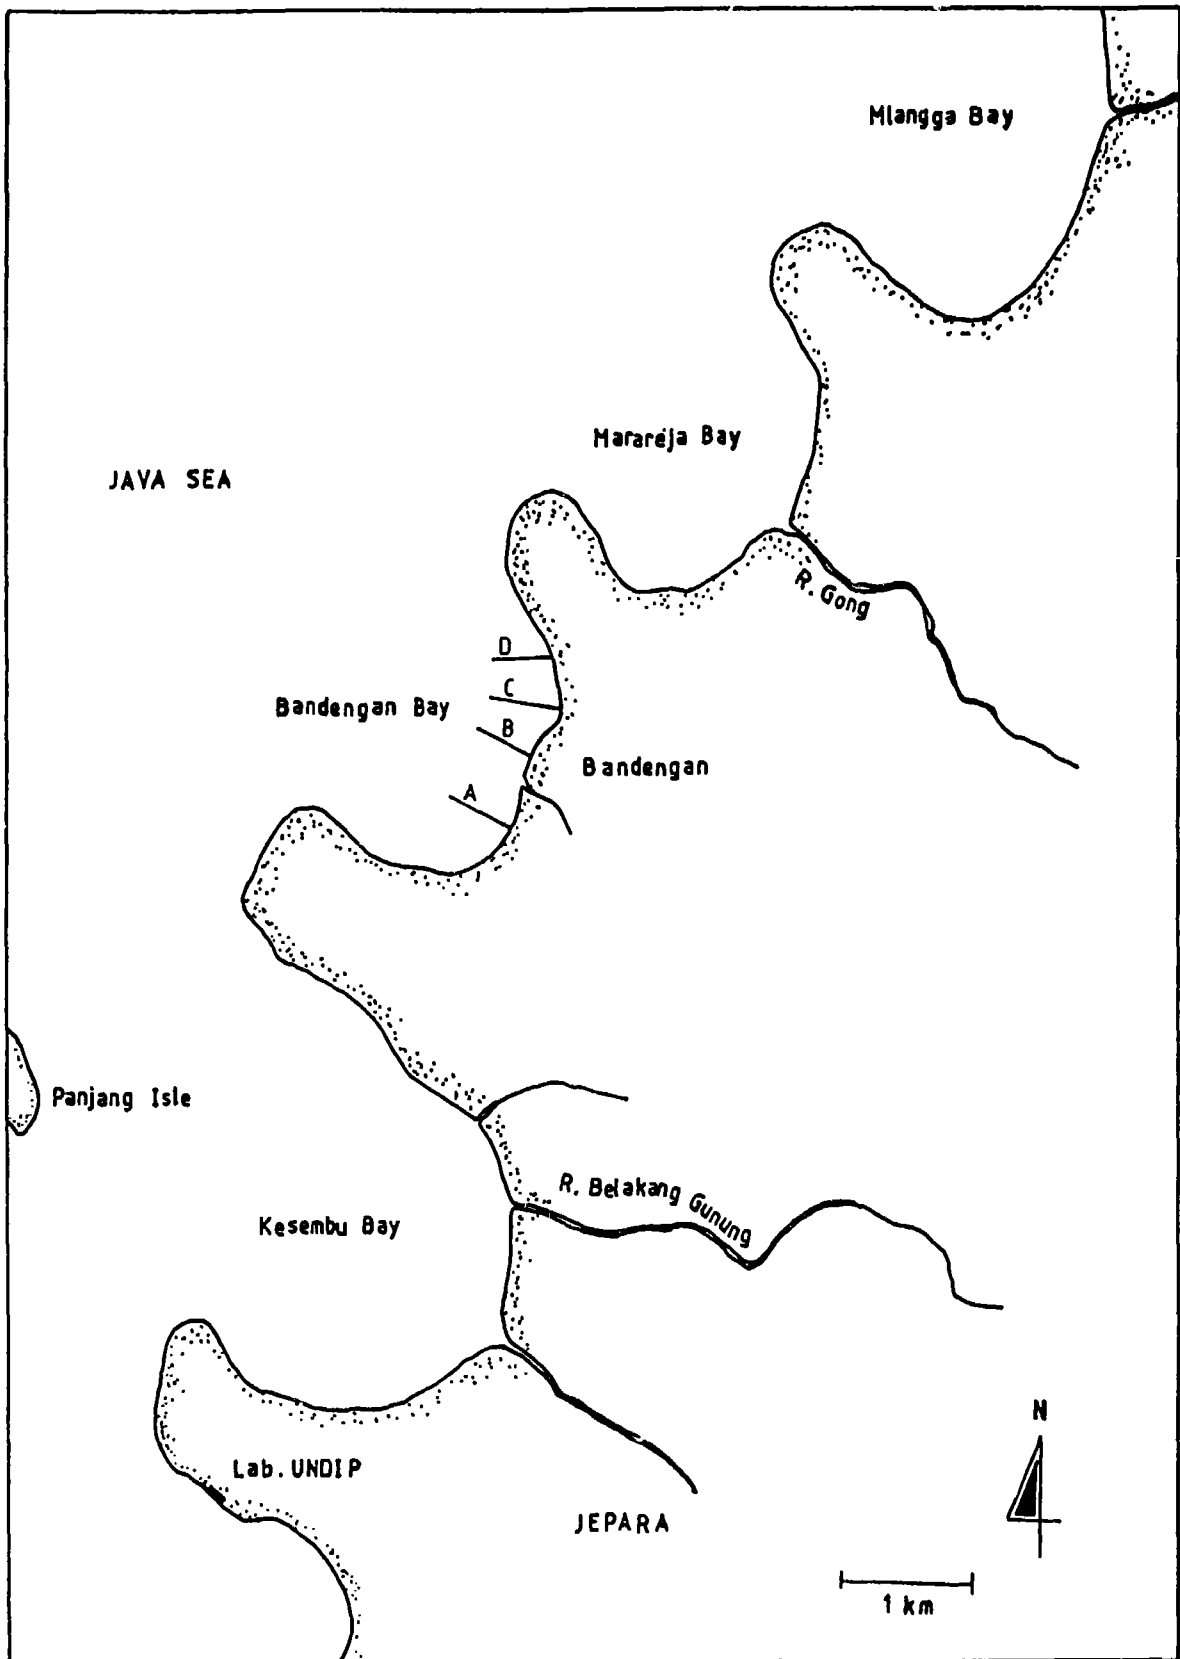 Mlangga Bay
Marareja Bay
JAVA SEA
R. Gong
D
C
Bandengan Bay
B
Bandengan
A
Panjang Isle
R. Belakang Gunung
Kesembu Bay
N
Lab. UNDIP
JEPARA
1 km